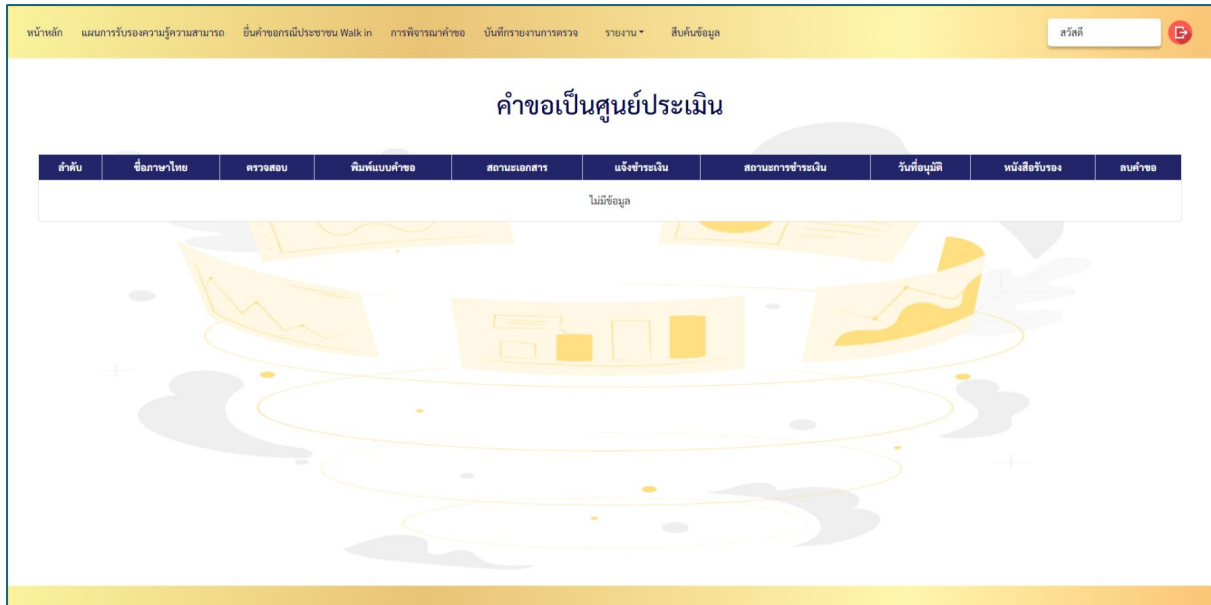 หน้าหลัก แผนการรับรองความรู้ความสามารถ ยื่นคำขอกรณีประชาชน Walk in การพิจารณาคำขอ บันทึกรายงานการตรวจ รายงาน สืบค้นข้อมูล สวัสดี
คำขอเป็นศูนย์ประเมิน
ลำดับ ชื่อภาษาไทย ตรวจสอบ พิมพ์แบบคำขอ สถานะเอกสาร แจ้งชำระเงิน สถานะการชำระเงิน วันที่อนุมัติ หนังสือรับรอง ลบคำขอ
ไม่มีข้อมูล